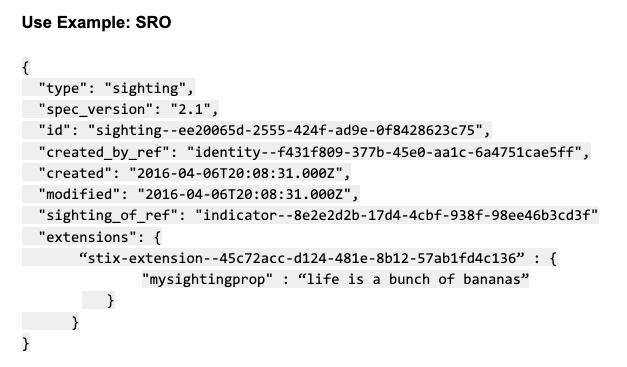 Use Example: SRO
{
"type": "sighting",
"spec_version": "2.1",
"id": "sighting--ee20065d-2555-424f-ad9e-0f8428623c75",
"created_by_ref": "identity--f431f809-377b-45e0-aa1c-6a4751cae5ff",
"created": "2016-04-06T20:08:31.000Z",
"modified": "2016-04-06T20:08:31.000Z",
"sighting_of_ref": "indicator--8e2e2d2b-17d4-4cbf-938f-98ee46b3cd3f"
"extensions": {
“stix-extension--45c72acc-d124-481e-8b12-57ab1fd4c136” : {
"mysightingprop" : “life is a bunch of bananas”
}
}
}